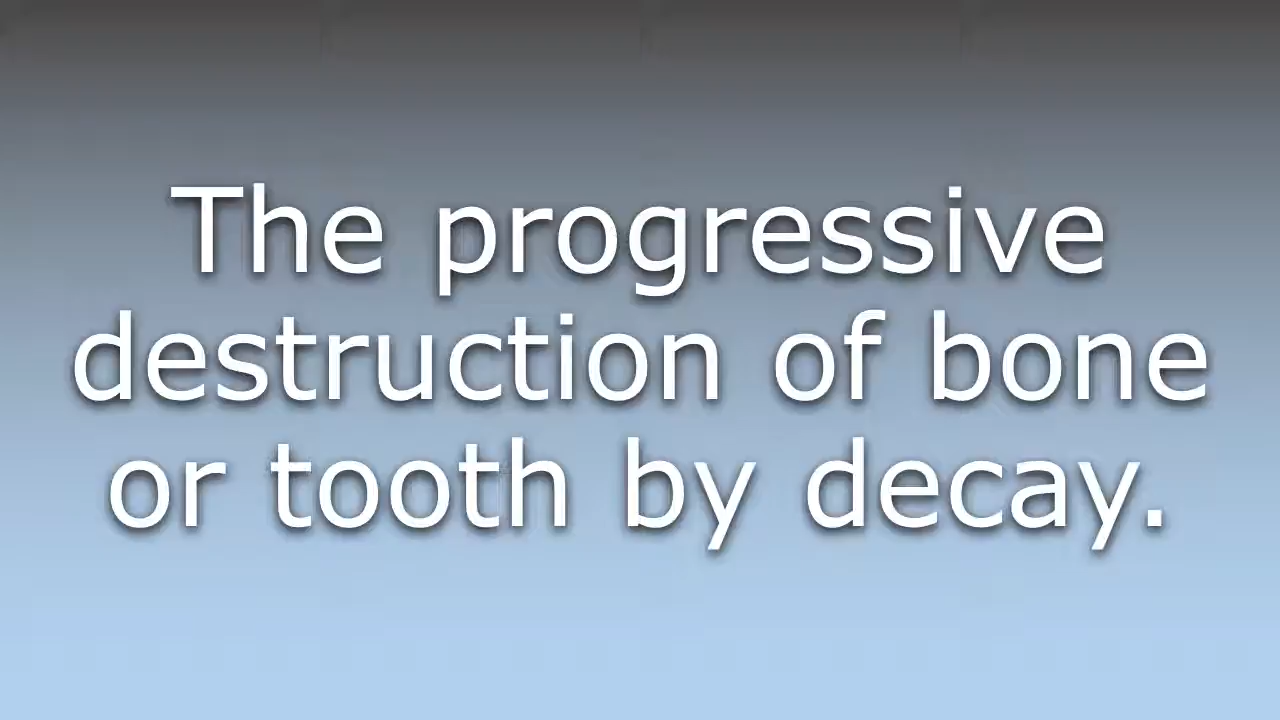 The progressive
destruction of bone
or tooth by decay.